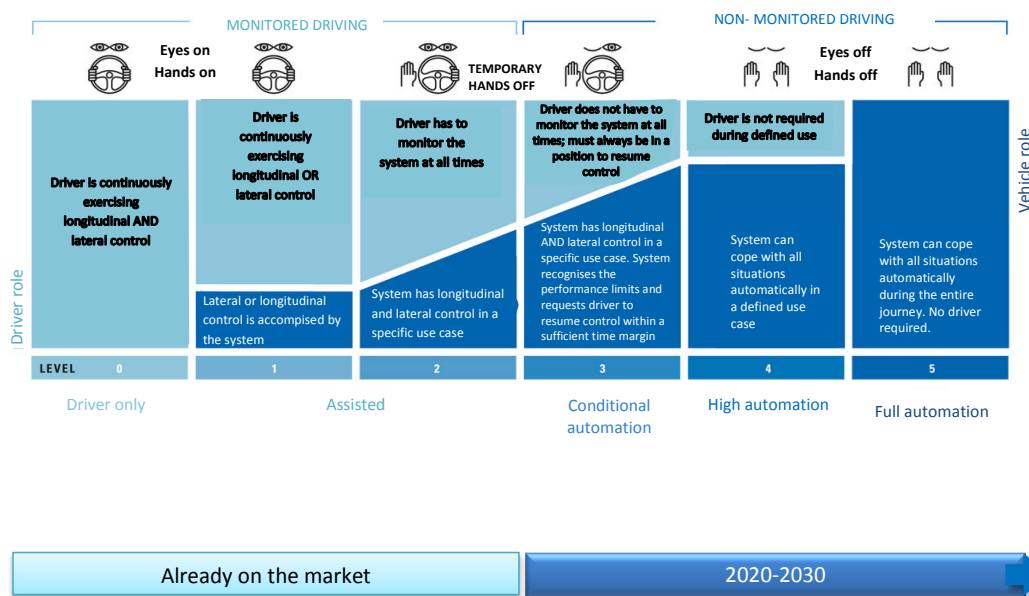 MONITORED DRIVING
NON- MONITORED DRIVING
Eyes on
Hands on
TEMPORARY
HANDS OFF
Eyes off
Hands off
Driver role
Driver is continuously
exercising
longitudinal AND
lateral control
Driver is
continuously
exercising
longitudinal OR
lateral control
Lateral or longitudinal
control is accompised by
the system
Driver has to
monitor the
system at all times
System has longitudinal
and lateral control in a
specific use case
Driver does not have to
monitor the system at all
times; must always be in a
position to resume
control
System has longitudinal
AND lateral control in a
specific use case. System
recognises the
performance limits and
requests driver to
resume control within a
sufficient time margin
Driver is not required
during defined use
System can
cope with all
situations
automatically in
a defined use
case
System can cope
with all situations
automatically
during the entire
journey. No driver
required.
Vehicle role
LEVEL 0 1 2 3 4 5
Driver only
Assisted
Conditional
automation
High automation
Full automation
Already on the market
2020-2030